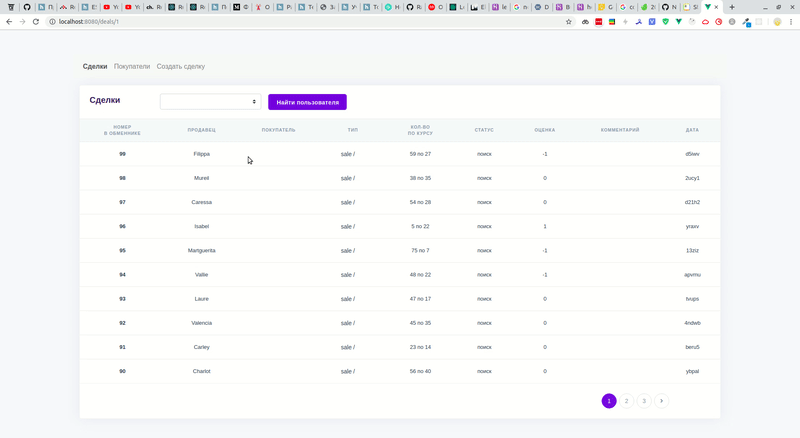 localhost:8080/deals/1
Сделки Покупатели Создать сделку
Сделки
Найти пользователя
НОМЕР
В ОБМЕННИКЕ
ПРОДАВЕЦ
ПОКУПАТЕЛЬ
ТИП
КОЛ-ВО
ПО КУРСУ
СТАТУС
ОЦЕНКА
КОММЕНТАРИЙ
ДАТА
99 Filippa sale / 59 по 27 поиск -1
98 Mureil sale / 38 по 35 поиск 0 2ucy1
97 Caressa sale / 54 по 28 поиск 0 d21h2
96 Isabel sale / 5 по 22 поиск 1 yraxv
95 Martguerita sale / 75 по 7 поиск -1 13ziz
94 Vallie sale / 48 по 22 поиск -1 apvmu
93 Laure sale / 47 по 17 поиск 0 tvups
92 Valencia sale / 45 по 35 поиск 0 4ndwb
91 Carley sale / 23 по 14 поиск 0 beru5
90 Charlot sale / 56 по 40 поиск 0 ybpal
1 2 3